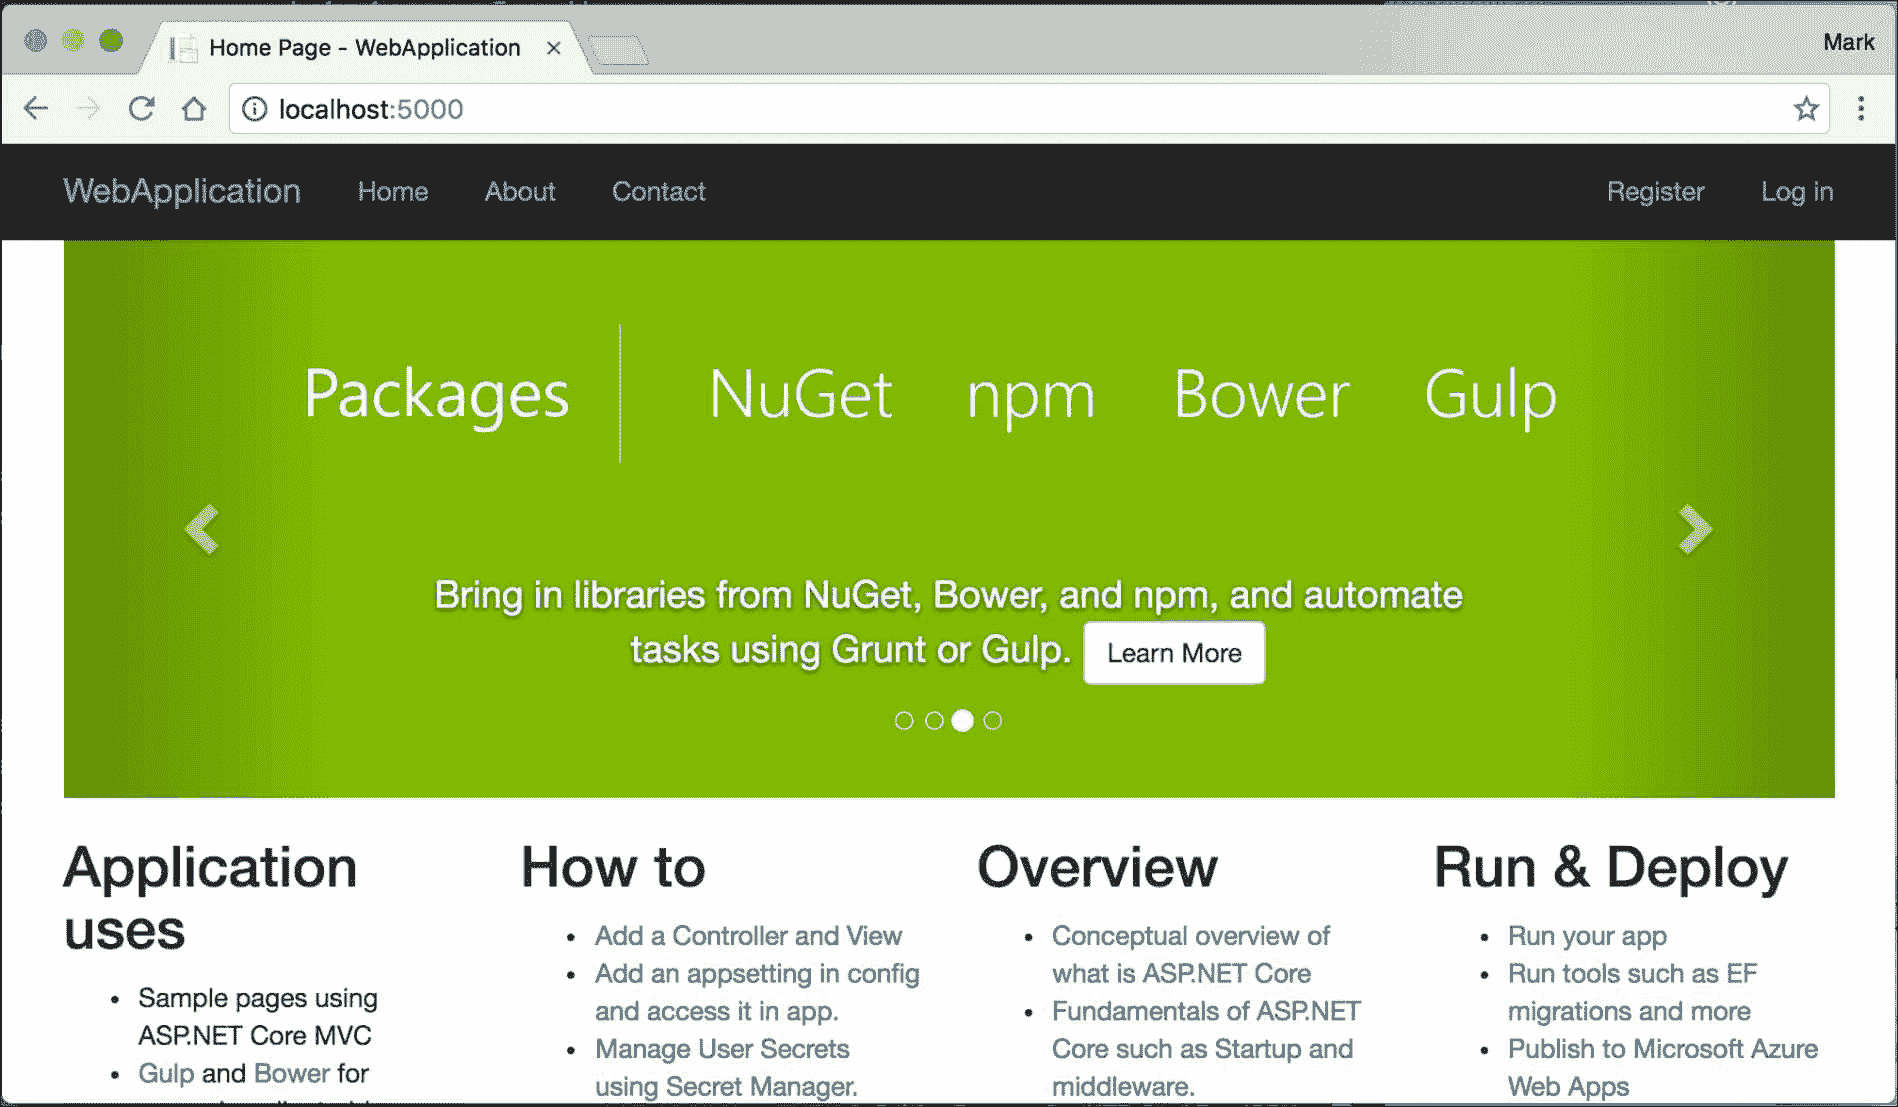 Home Page - WebApplication
Mark
localhost:5000
WebApplication Home About Contact Register Log in
Packages NuGet npm Bower Gulp
Bring in libraries from NuGet, Bower, and npm, and automate
tasks using Grunt or Gulp. Learn More
Application
uses
Sample pages using
ASP.NET Core MVC
Gulp and Bower for
How to
Add a Controller and View
Add an appsetting in config
and access it in app.
Manage User Secrets
using Secret Manager.
Overview
Conceptual overview of
what is ASP.NET Core
Fundamentals of ASP.NET
Core such as Startup and
middleware.
Run & Deploy
Run your app
Run tools such as EF
migrations and more
Publish to Microsoft Azure
Web Apps